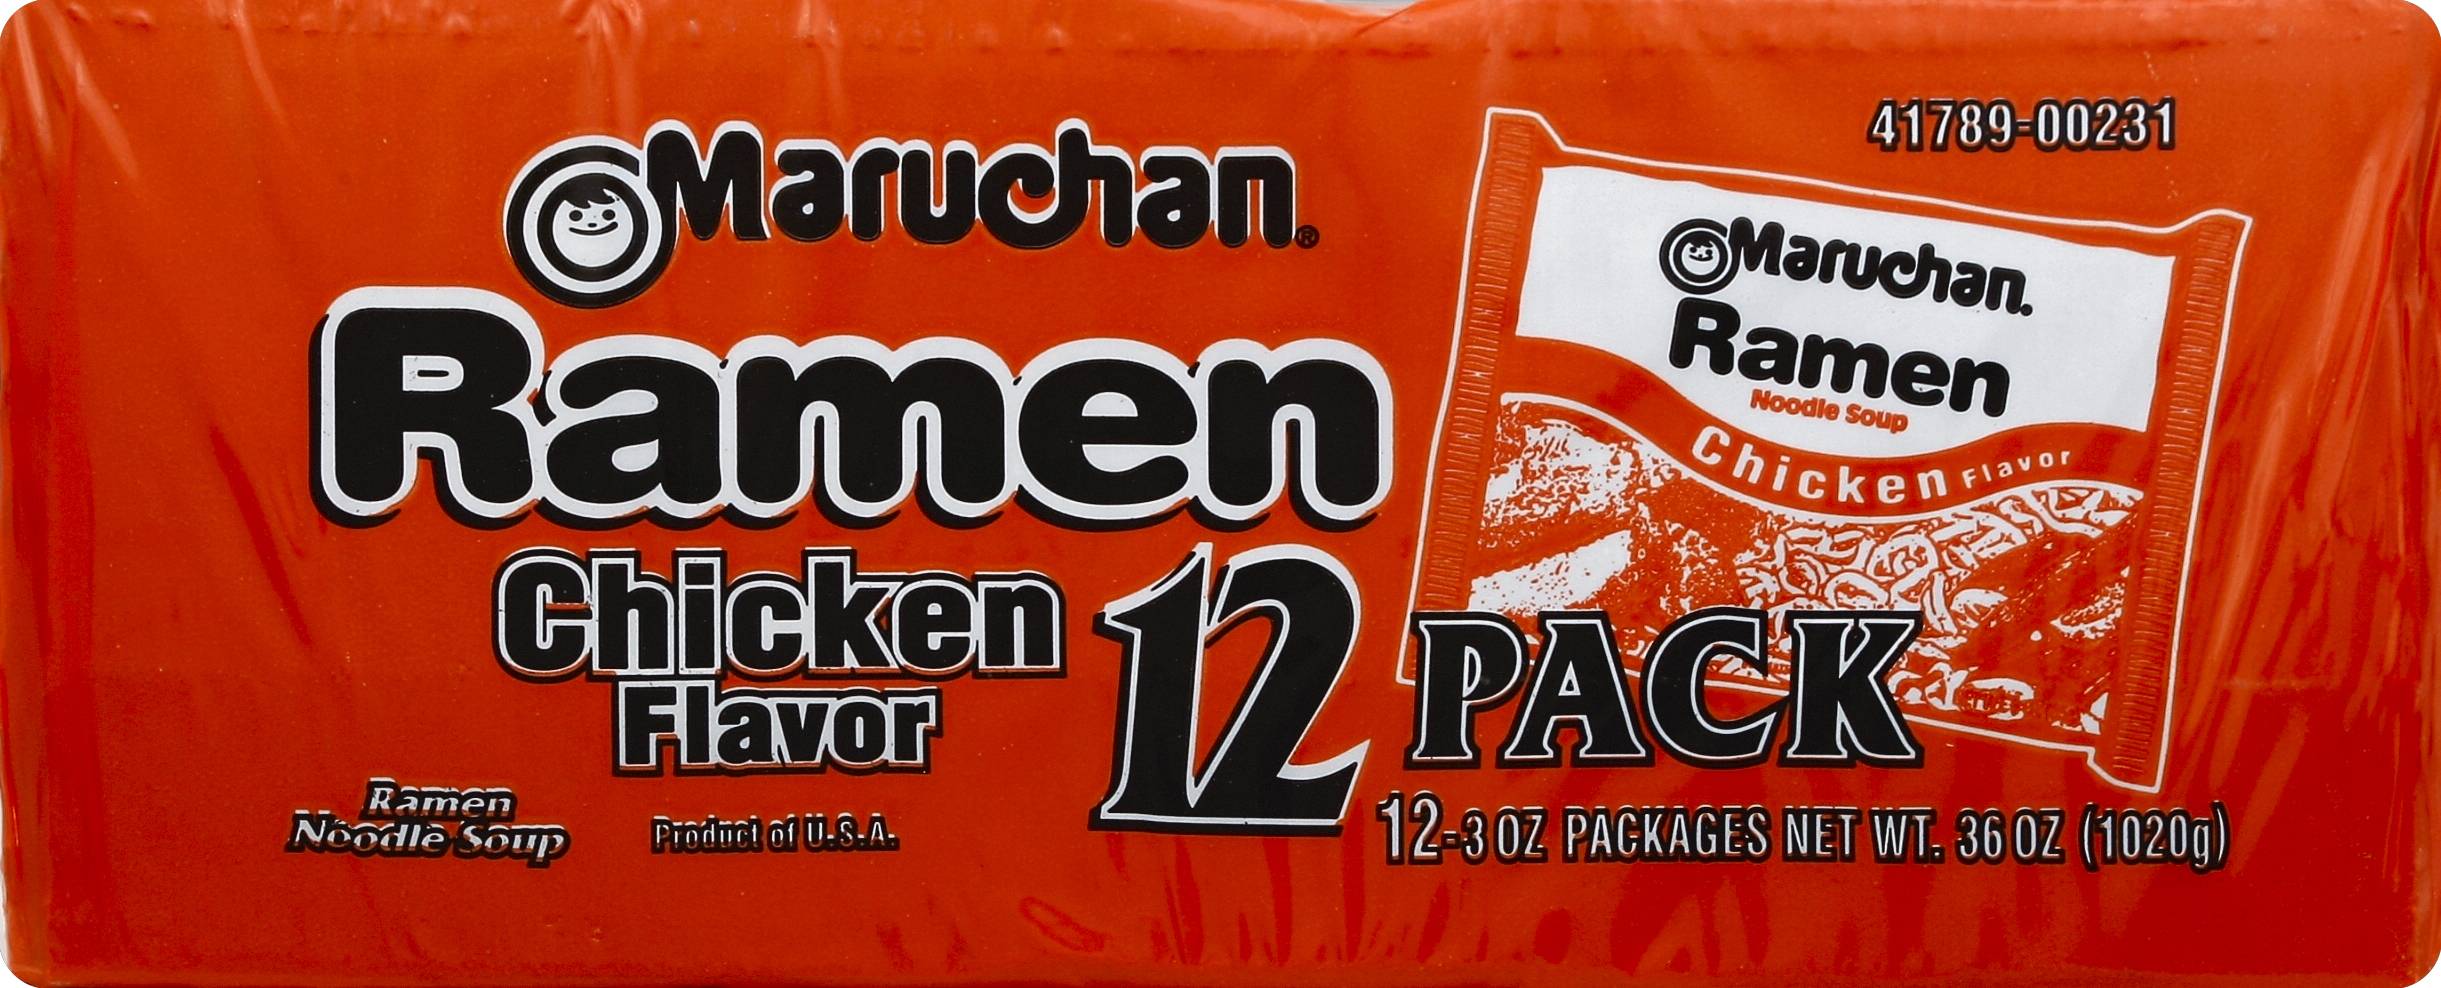 Maruchan®
Ramen
Chicken
Flavor
12 PACK
Ramen
Noodle Soup
Product of U.S.A.
12-3 OZ PACKAGES NET WT. 36 OZ (1020g)
41789-00231
Maruchan.
Ramen
Noodle Soup
Chicken Flavor